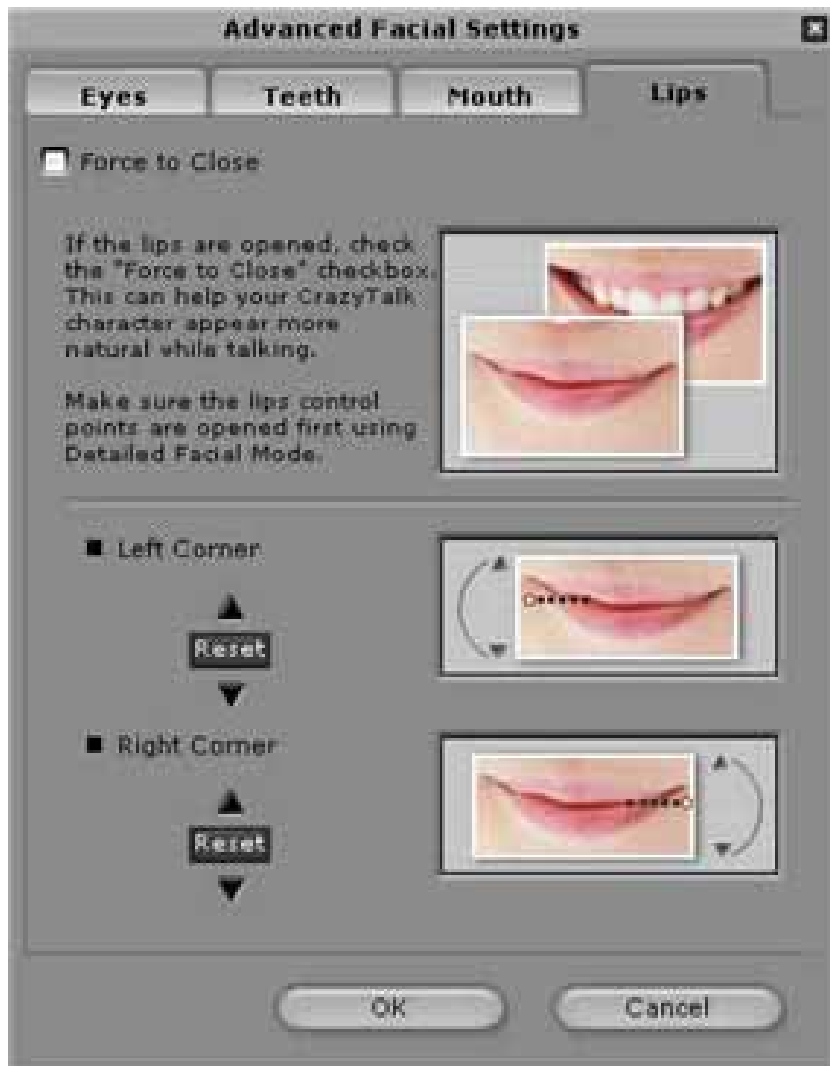 Advanced Facial Settings
Eyes Teeth Mouth Lips
Force to Close
If the lips are opened, check
the "Force to Close" checkbox.
This can help your CrazyTalk
character appear more
natural while talking.
Make sure the lips control
points are opened first using
Detailed Facial Mode.
Left Corner
Reset
Right Corner
Reset
OK Cancel